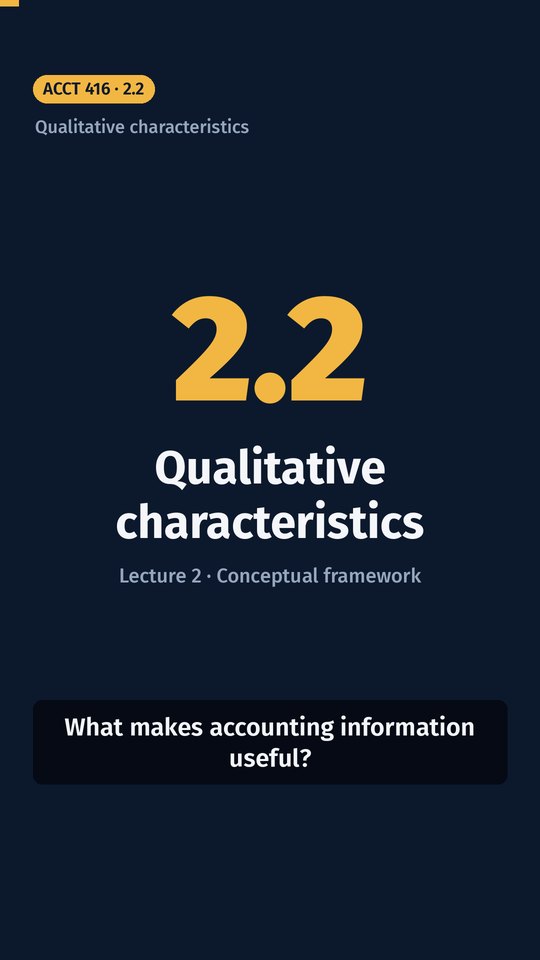 ACCT 416 · 2.2
Qualitative characteristics
2.2
Qualitative
characteristics
Lecture 2 · Conceptual framework
What makes accounting information
useful?